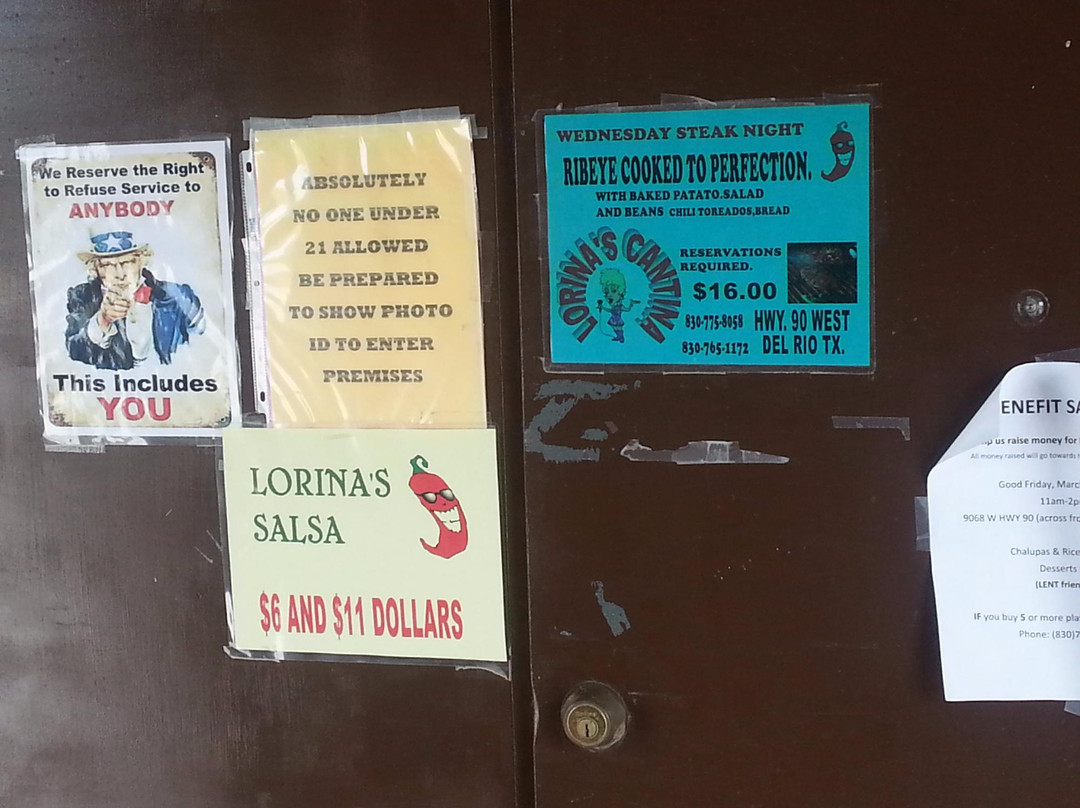 We Reserve the Right
to Refuse Service to
ANYBODY
This Includes
YOU
ABSOLUTELY
NO ONE UNDER
21 ALLOWED
BE PREPARED
TO SHOW PHOTO
ID TO ENTER
PREMISES
LORINA'S
SALSA
$6 AND $11 DOLLARS
WEDNESDAY STEAK NIGHT
RIBEYE COOKED TO PERFECTION.
WITH BAKED PATATO.SALAD
AND BEANS CHILI TOREADOS,BREAD
LORINA'S CANTINA
RESERVATIONS
REQUIRED.
$16.00
830-775-8058 HWY. 90 WEST
830-765-1172 DEL RIO TX.
ENEFIT SA
p us raise money for
All money raised will go towards
Good Friday, Marc
11am-2p
9068 W HWY 90 (across fro
Chalupas & Rice
Desserts
(LENT frien
IF you buy 5 or more pla
Phone: (830)7